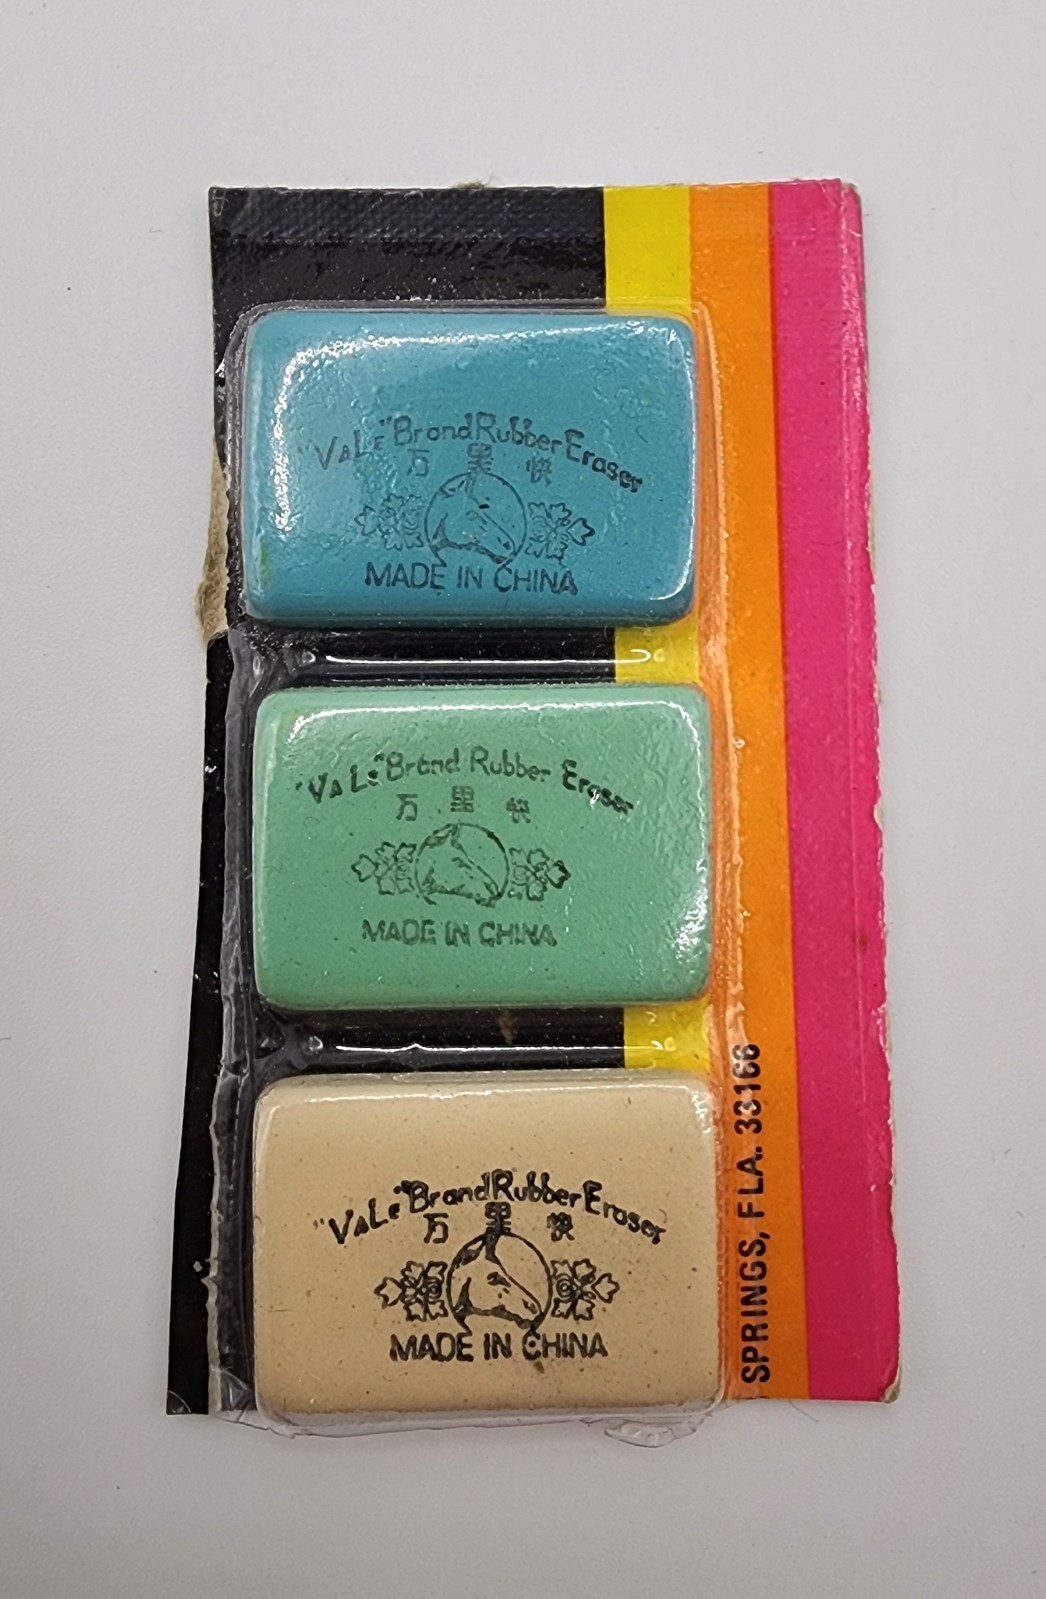 "VALE" Brand Rubber Eraser
万 里 快
MADE IN CHINA
"VALE" Brand Rubber Eraser
万 里 快
MADE IN CHINA
"VALE" Brand Rubber Eraser
万 里 快
MADE IN CHINA
SPRINGS, FLA. 33166